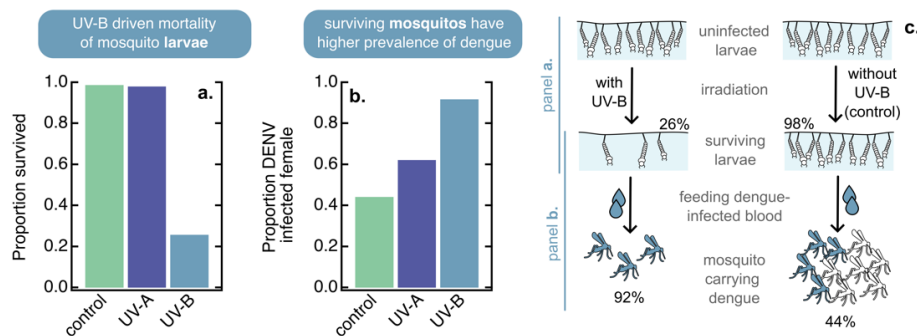 UV-B driven mortality
of mosquito larvae
surviving mosquitos have
higher prevalence of dengue
a.
Proportion survived
1.0
0.8
0.6
0.4
0.2
0.0
control
UV-A
UV-B
b.
Proportion DENV
infected female
1.0
0.8
0.6
0.4
0.2
0.0
control
UV-A
UV-B
c.
panel a.
panel b.
uninfected
larvae
with
UV-B
irradiation
without
UV-B
(control)
26%
98%
surviving
larvae
feeding dengue-
infected blood
mosquito
carrying
dengue
92%
44%